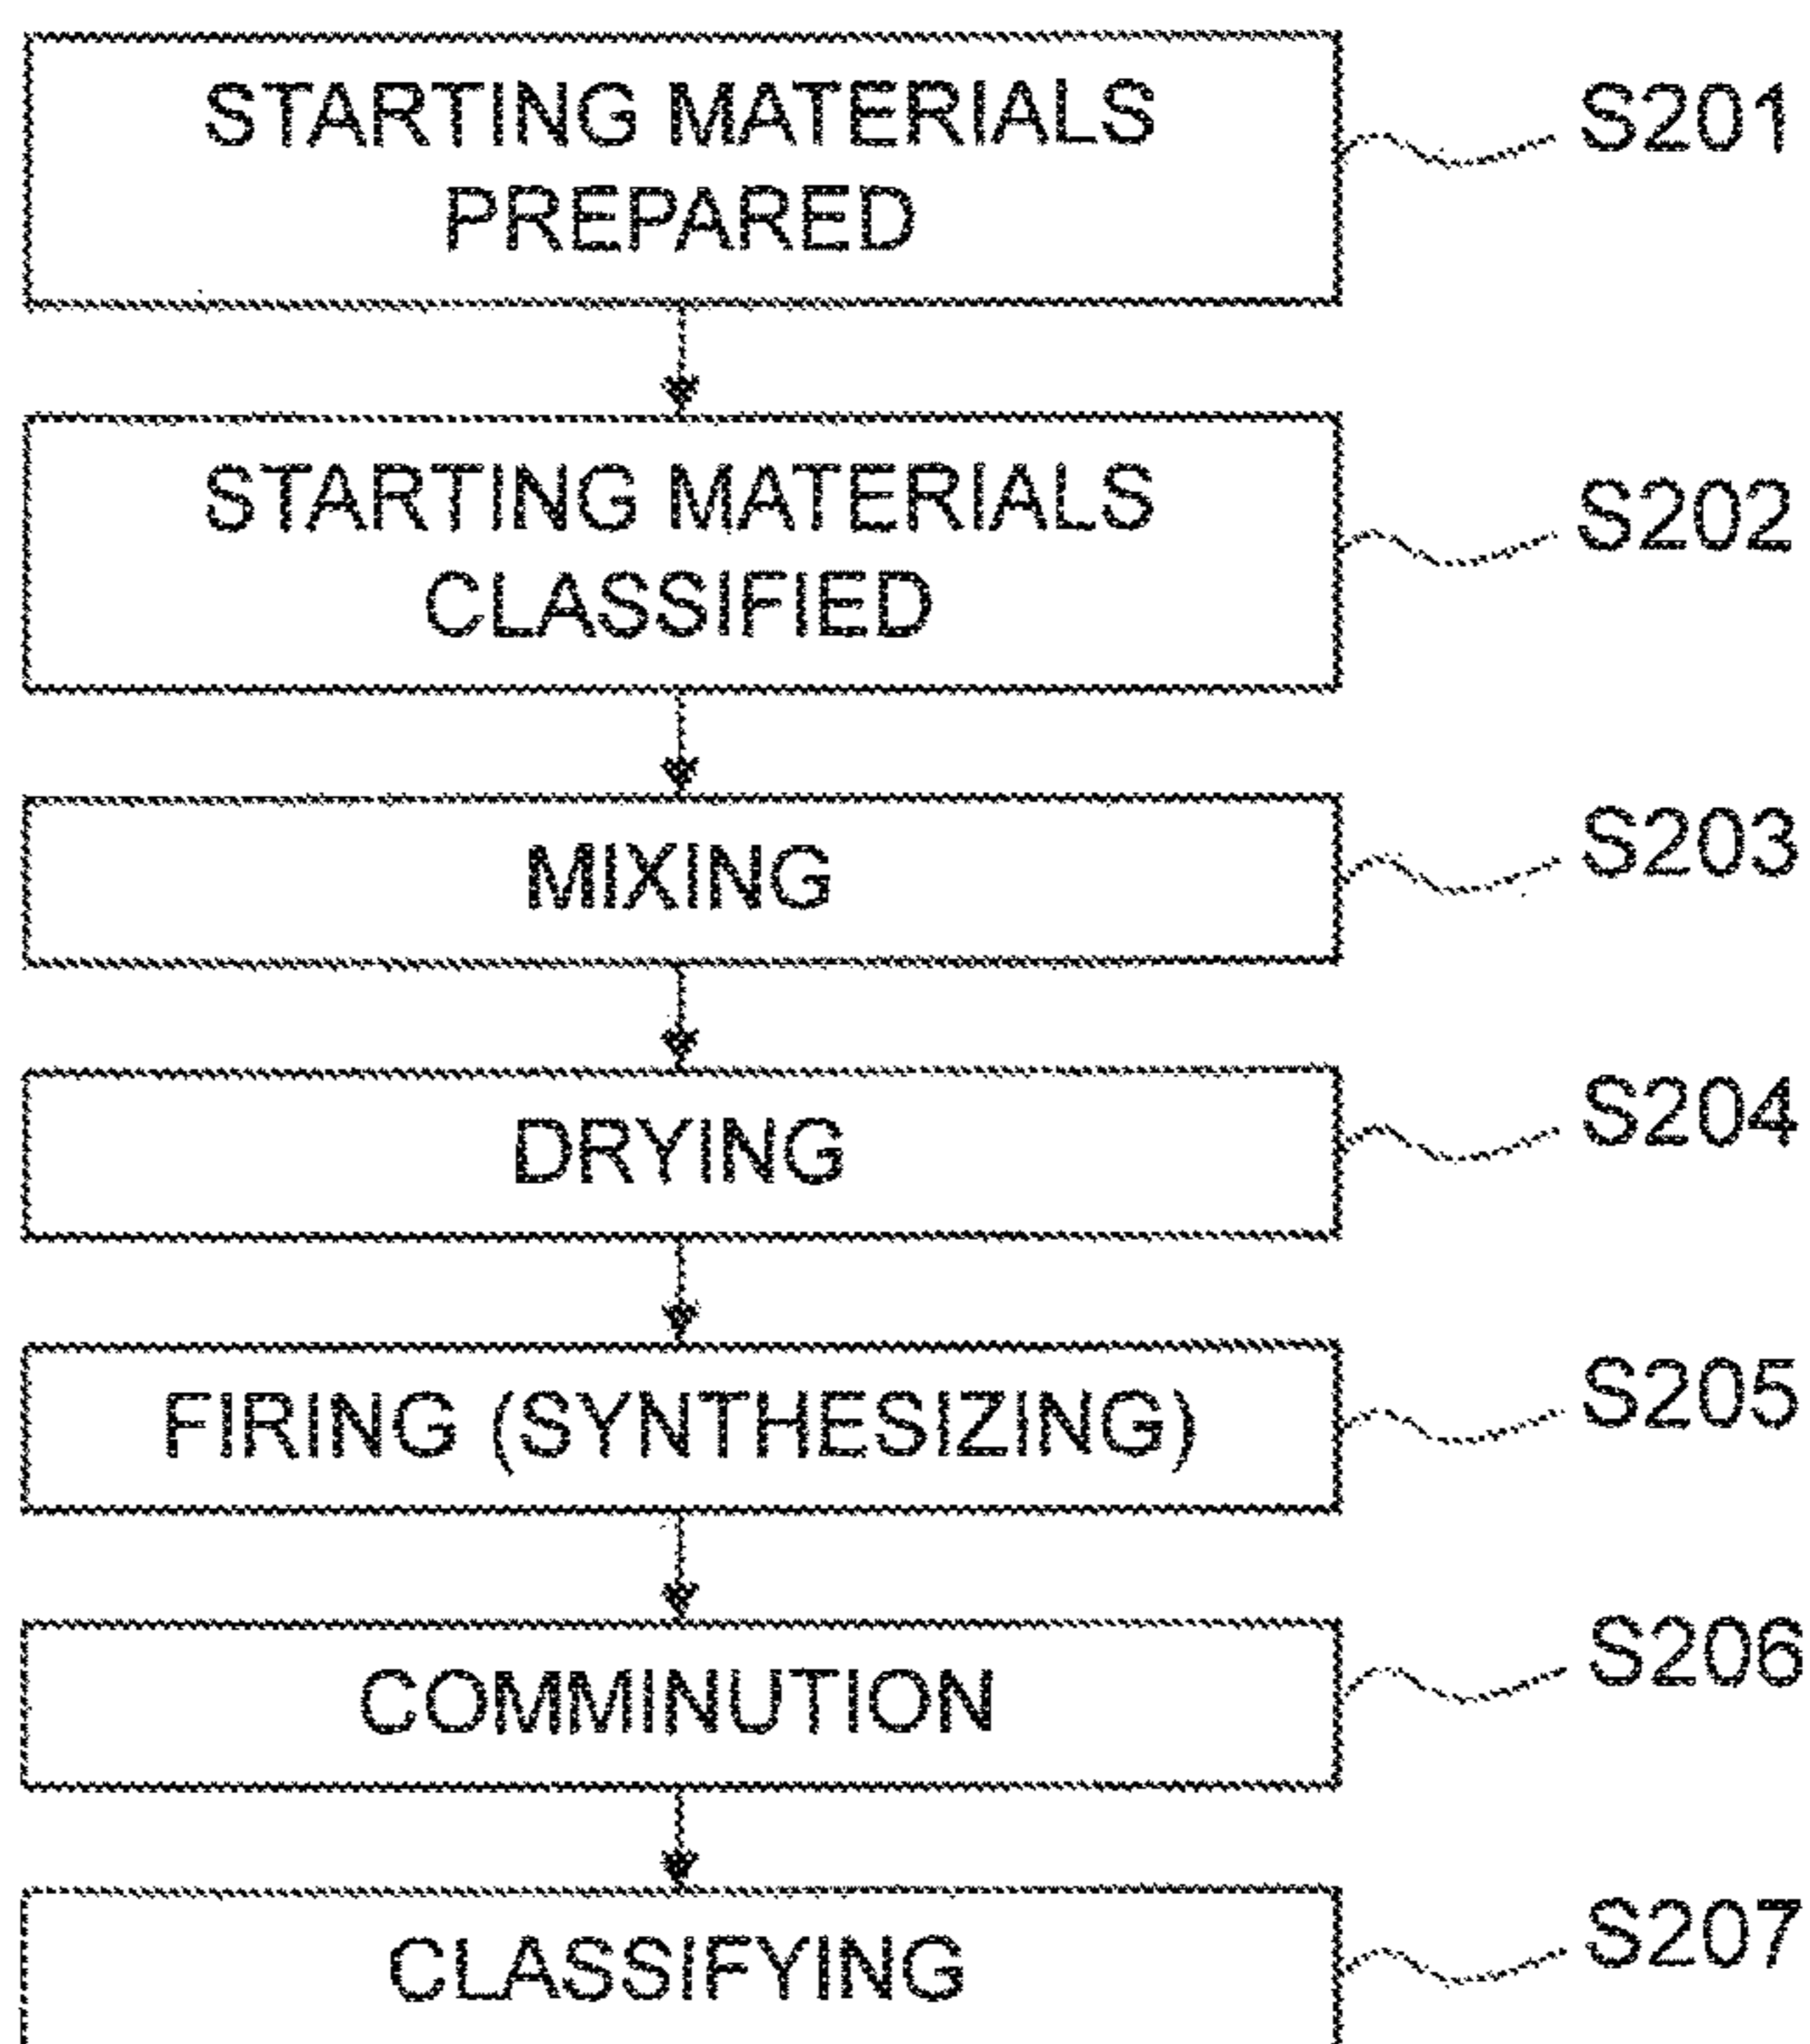 STARTING MATERIALS
PREPARED
S201
STARTING MATERIALS
CLASSIFIED
S202
MIXING
S203
DRYING
S204
FIRING (SYNTHESIZING)
S205
COMMINUTION
S206
CLASSIFYING
S207